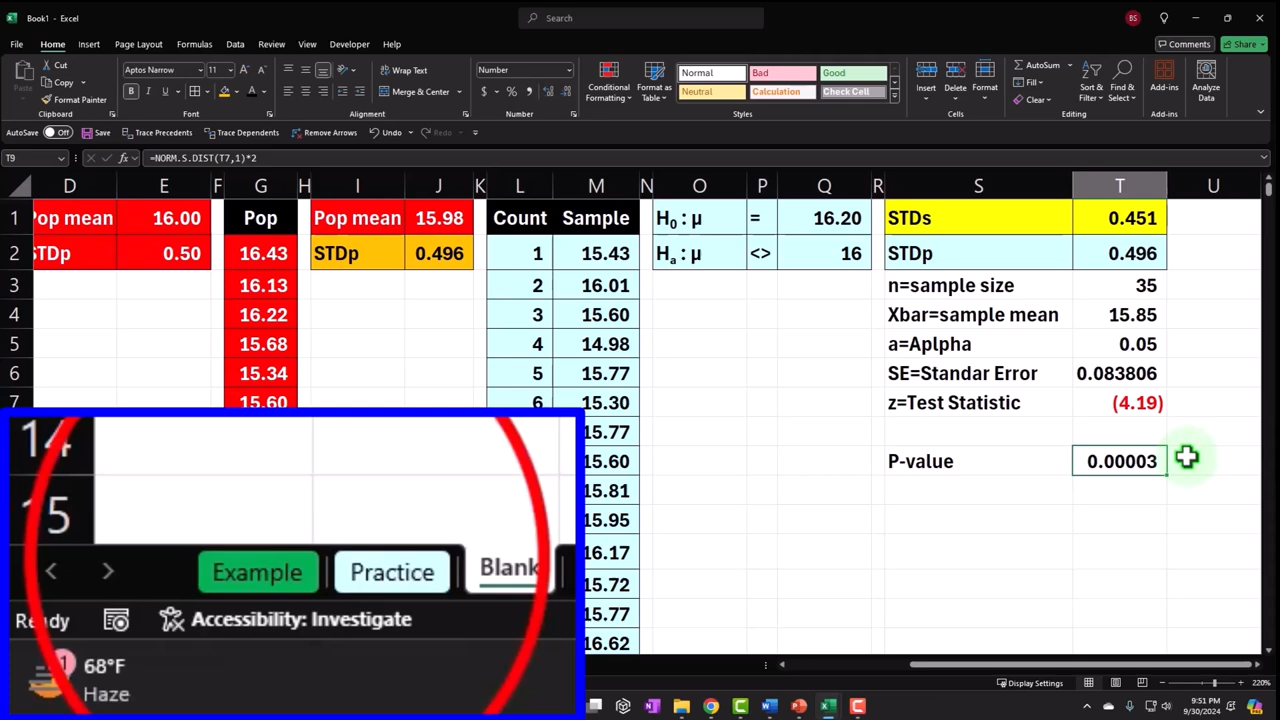 Book1 - Excel
Search
BS
File Home Insert Page Layout Formulas Data Review View Developer Help
Comments Share
Paste
Cut
Copy
Format Painter
Clipboard
Aptos Narrow 11
B I U
Font
Wrap Text
Merge & Center
Alignment
Number
$ % ,
Number
Conditional Formatting
Format as Table
Normal Bad Good
Neutral Calculation Check Cell
Styles
Insert Delete Format
Cells
AutoSum
Fill
Clear
Sort & Filter
Find & Select
Editing
Add-ins
Add-ins
Analyze Data
AutoSave Off Save Trace Precedents Trace Dependents Remove Arrows Undo Redo
T9 fx =NORM.S.DIST(T7,1)*2
D E F G H I J K L M N O P Q R S T U
1 Pop mean 16.00 Pop Pop mean 15.98 Count Sample H0 : µ = 16.20 STDs 0.451
2 STDp 0.50 16.43 STDp 0.496 1 15.43 Ha : µ <> 16 STDp 0.496
3 16.13 2 16.01 n=sample size 35
4 16.22 3 15.60 Xbar=sample mean 15.85
5 15.68 4 14.98 a=Aplpha 0.05
6 15.34 5 15.77 SE=Standar Error 0.083806
7 15.60 6 15.30 z=Test Statistic (4.19)
15.77
15.60 P-value 0.00003
15.81
15.95
16.17
15.72
15.77
16.62
14
15
Example Practice Blank
Ready Accessibility: Investigate
1 68°F
Haze
Display Settings 220%
9:51 PM
9/30/2024